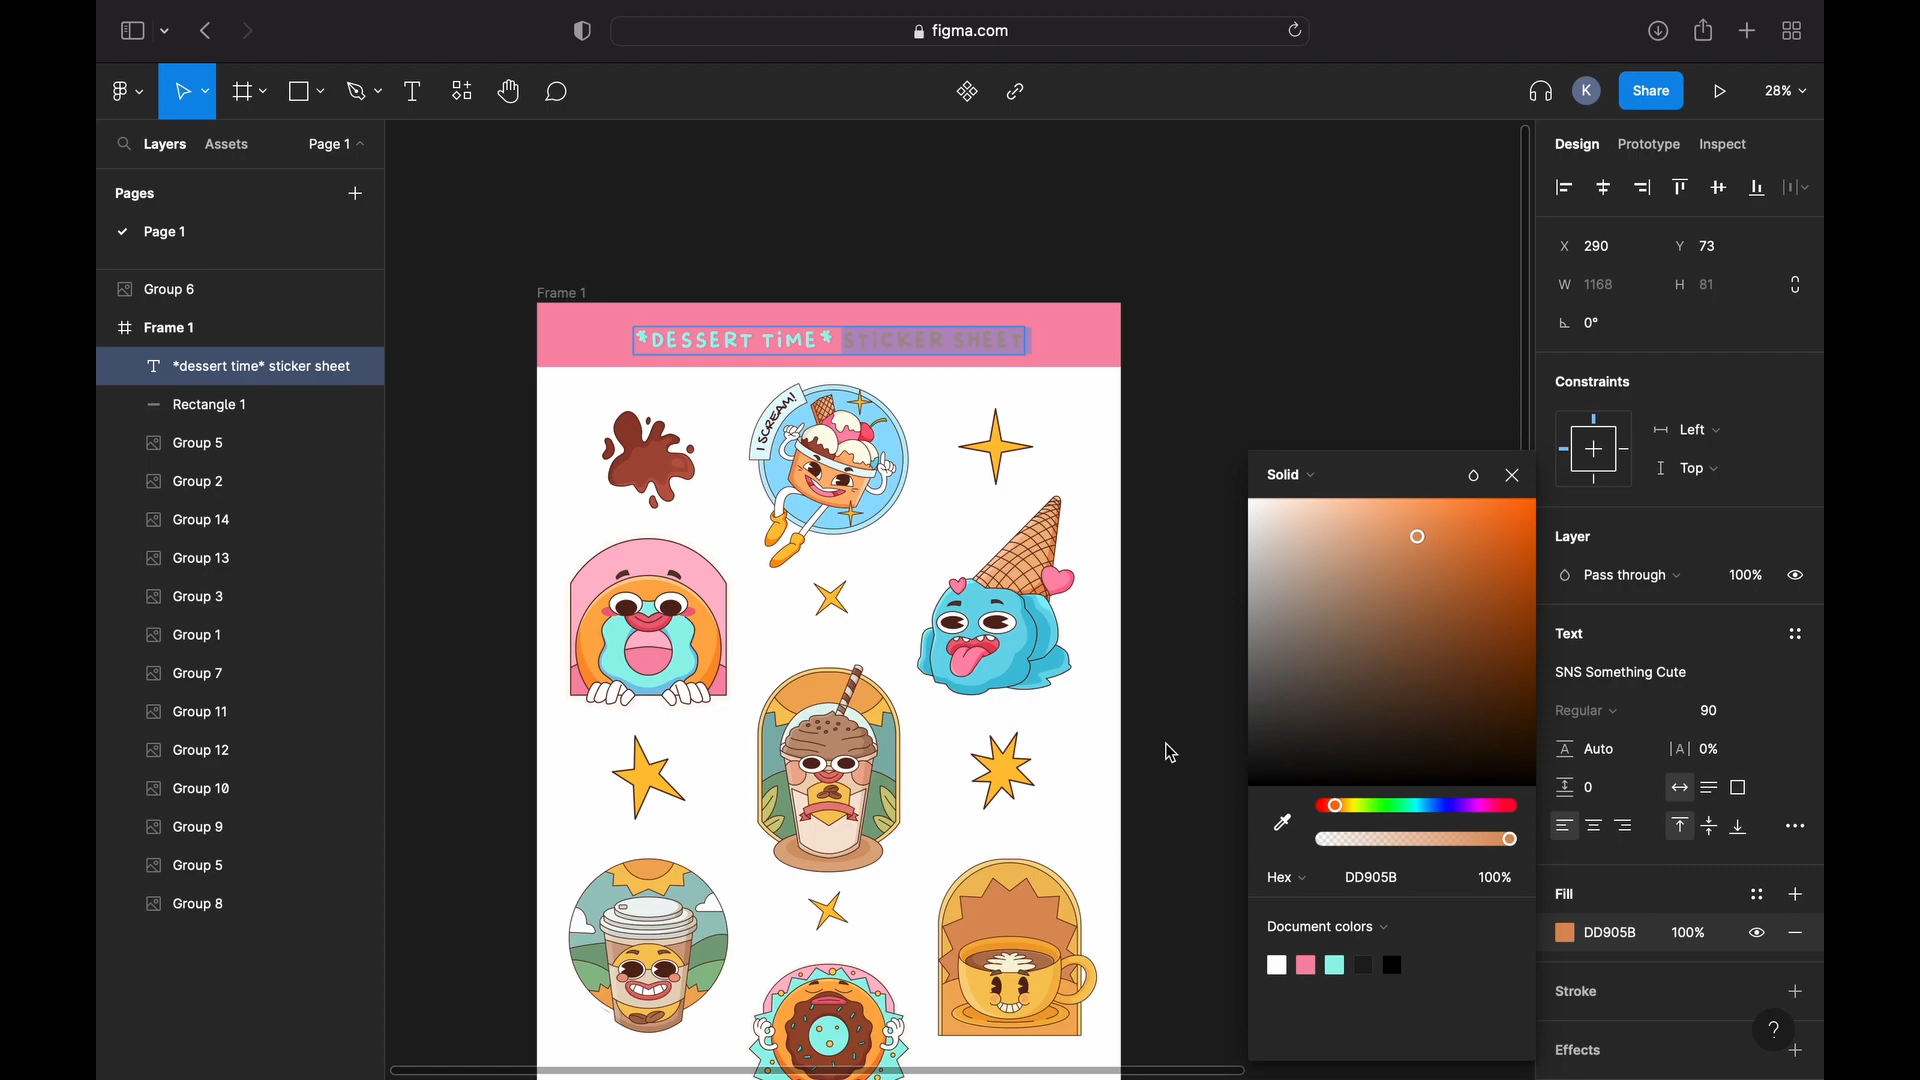 figma.com
Share
28%
K
Layers
Assets
Page 1
Pages
Page 1
Group 6
Frame 1
*dessert time* sticker sheet
Rectangle 1
Group 5
Group 2
Group 14
Group 13
Group 3
Group 1
Group 7
Group 11
Group 12
Group 10
Group 9
Group 5
Group 8
Frame 1
*DESSERT TiME* STiCKER SHEET
I SCREAM!
Solid
Hex
DD905B
100%
Document colors
Design
Prototype
Inspect
X 290
Y 73
W 1168
H 81
0°
Constraints
Left
Top
Layer
Pass through
100%
Text
SNS Something Cute
Regular
90
A Auto
|A| 0%
0
Fill
DD905B
100%
Stroke
Effects
?